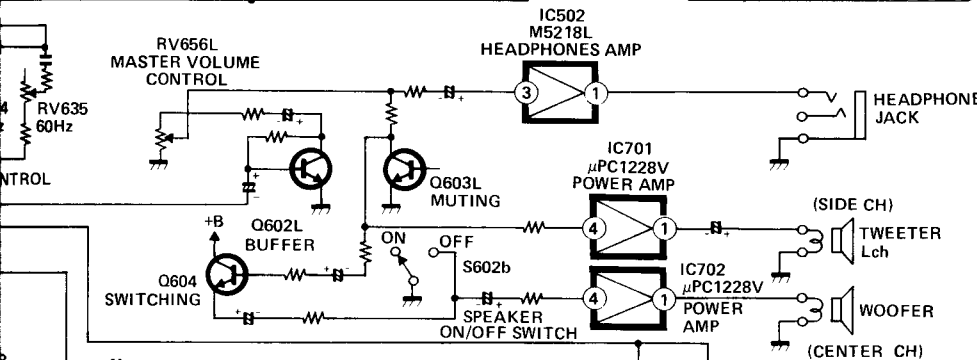 IC502
M5218L
HEADPHONES AMP
RV656L
MASTER VOLUME
CONTROL
3
1
RV635
60Hz
HEADPHONE
JACK
NTROL
IC701
μPC1228V
POWER AMP
Q603L
MUTING
+B
Q602L
BUFFER
ON
OFF
S602b
4
1
(SIDE CH)
TWEETER
Lch
Q604
SWITCHING
IC702
μPC1228V
POWER
AMP
4
1
SPEAKER
ON/OFF SWITCH
WOOFER
(CENTER CH)